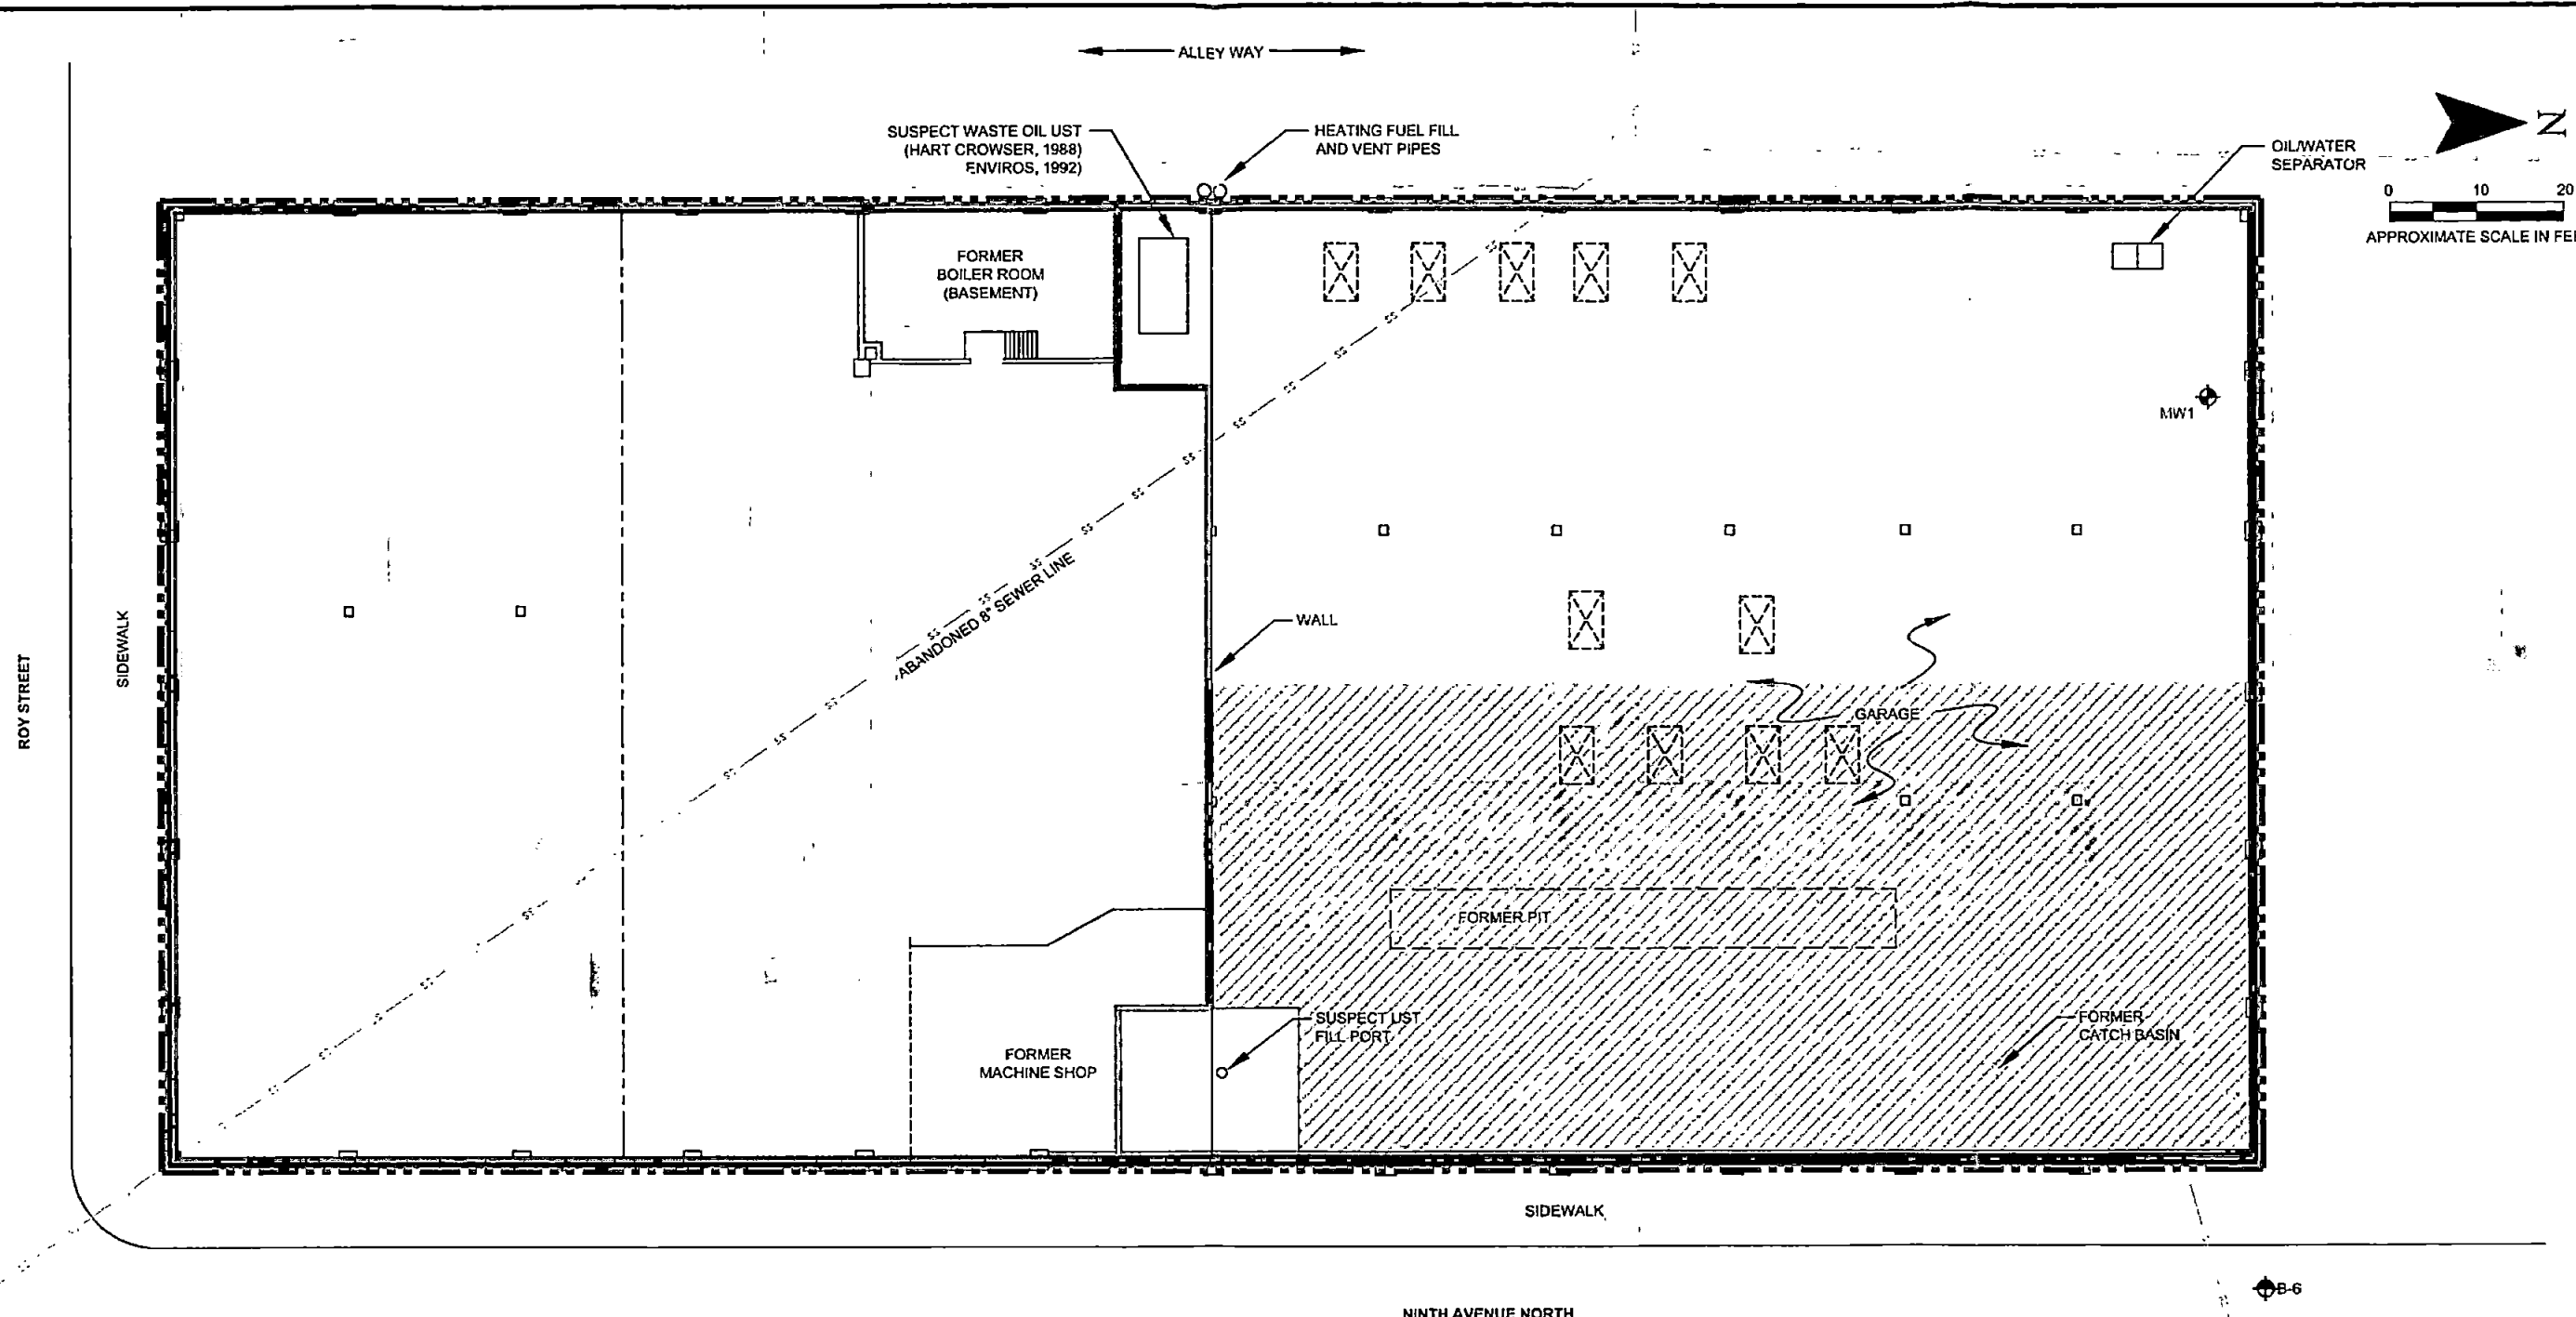 ALLEY WAY
SUSPECT WASTE OIL UST
(HART CROWSER, 1988)
ENVIROS, 1992)
HEATING FUEL FILL
AND VENT PIPES
OIL/WATER
SEPARATOR
N
0 10 20
APPROXIMATE SCALE IN FEE
FORMER
BOILER ROOM
(BASEMENT)
MW1
ABANDONED 8" SEWER LINE
WALL
ROY STREET
SIDEWALK
GARAGE
FORMER PIT
SUSPECT UST
FILL PORT
FORMER
CATCH BASIN
FORMER
MACHINE SHOP
SIDEWALK
B-6
NINTH AVENUE NORTH